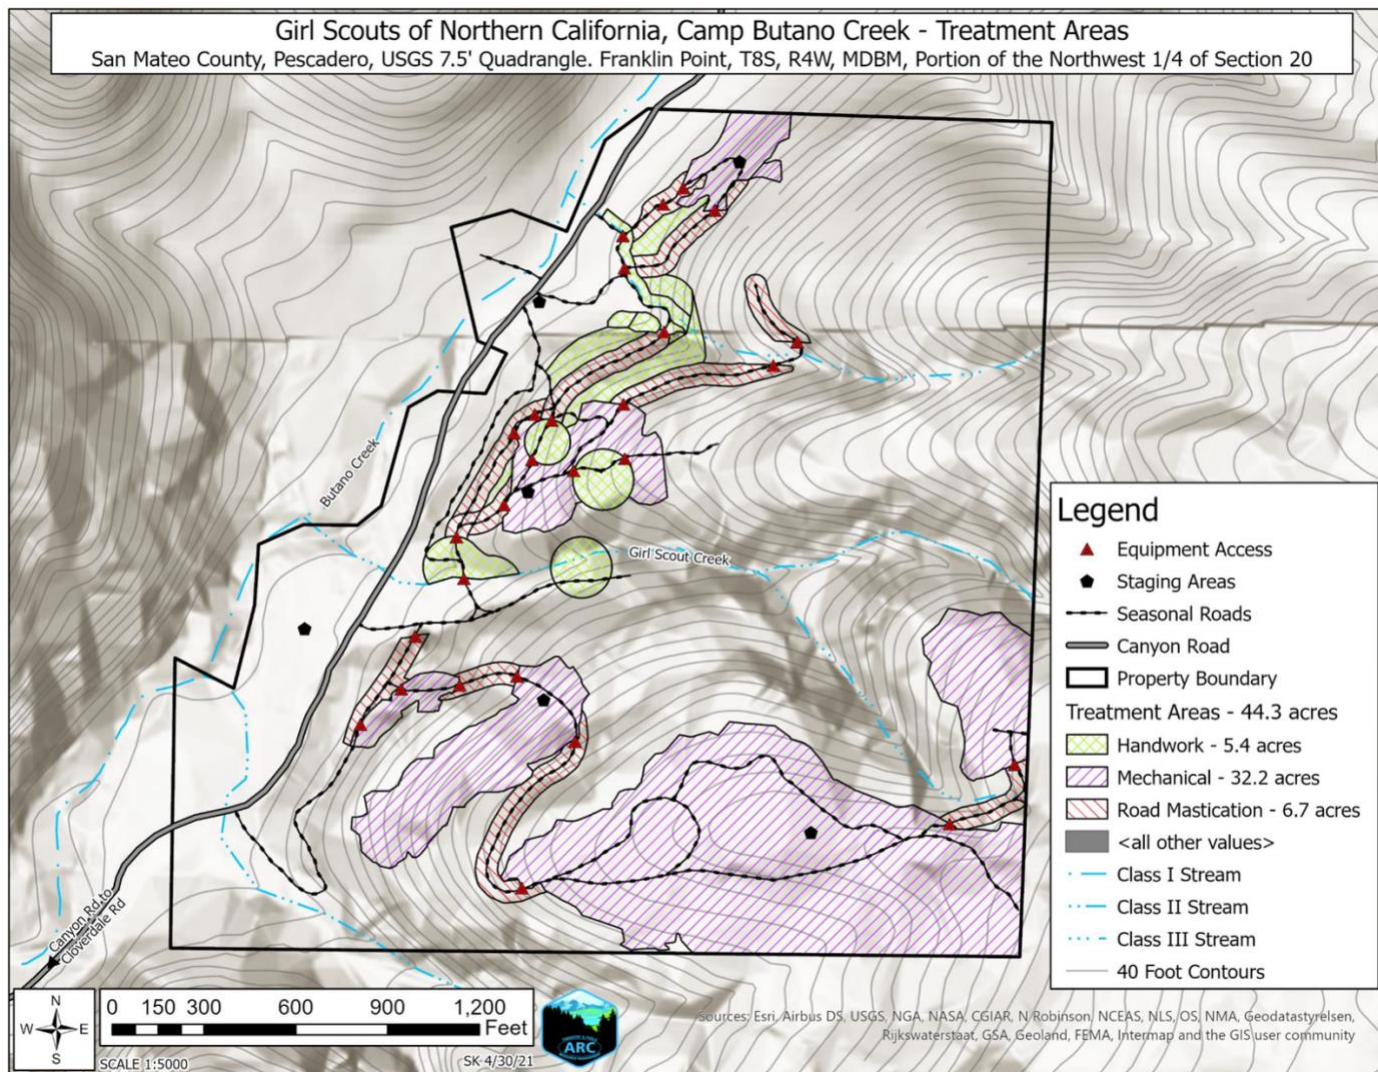 Girl Scouts of Northern California, Camp Butano Creek - Treatment Areas
San Mateo County, Pescadero, USGS 7.5' Quadrangle. Franklin Point, T8S, R4W, MDBM, Portion of the Northwest 1/4 of Section 20
Butano Creek
Girl Scout Creek
Canyon Rd to
Cloverdale Rd
Legend
Equipment Access
Staging Areas
Seasonal Roads
Canyon Road
Property Boundary
Treatment Areas - 44.3 acres
Handwork - 5.4 acres
Mechanical - 32.2 acres
Road Mastication - 6.7 acres
<all other values>
Class I Stream
Class II Stream
Class III Stream
40 Foot Contours
N
W E
S
0 150 300 600 900 1,200
Feet
SCALE 1:5000
SK 4/30/21
ARC
Sources: Esri, Airbus DS, USGS, NGA, NASA, CGIAR, N Robinson, NCEAS, NLS, OS, NMA, Geodatastyrelsen,
Rijkswaterstaat, GSA, Geoland, FEMA, Intermap and the GIS user community